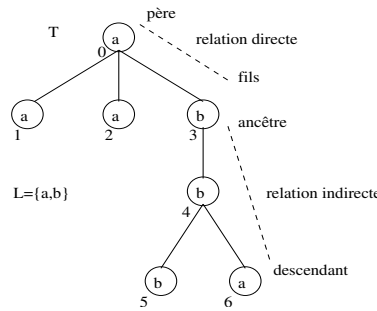 père
T
a
relation directe
0
fils
a
a
b
ancêtre
1
2
3
L={a,b}
b
relation indirecte
4
descendant
b
a
5
6